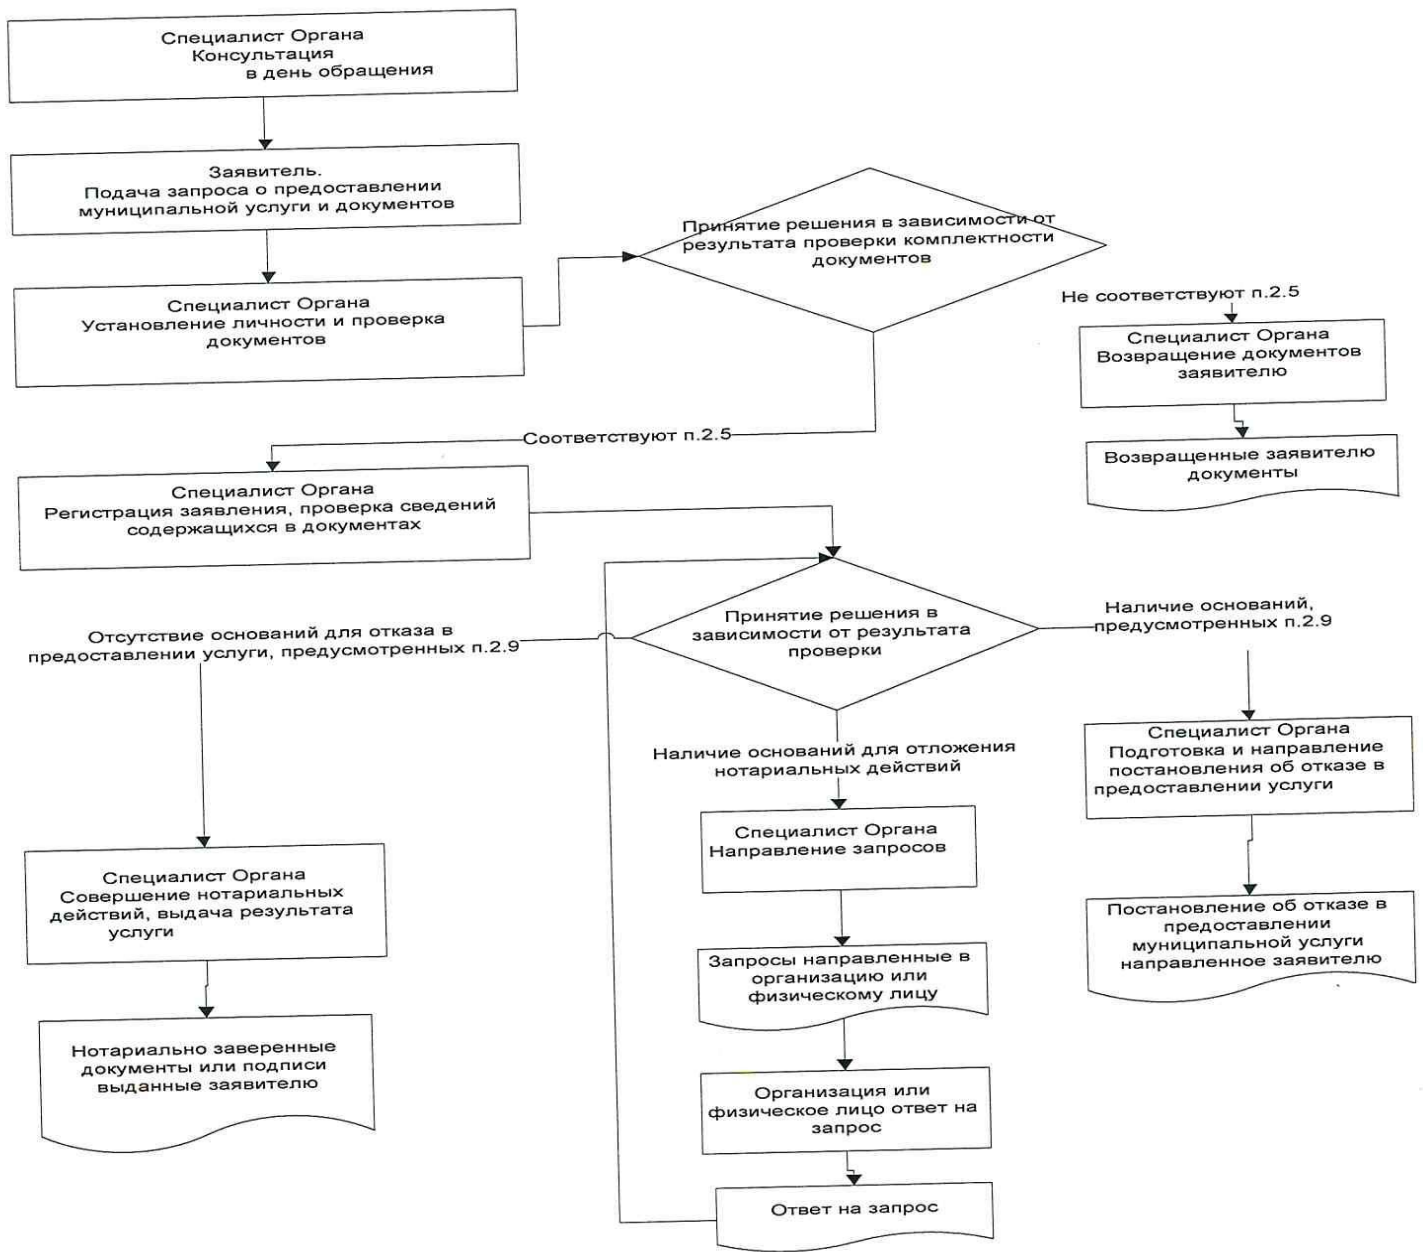 Специалист Органа
Консультация
в день обращения
Заявитель.
Подача запроса о предоставлении
муниципальной услуги и документов
Специалист Органа
Установление личности и проверка
документов
Принятие решения в зависимости от
результата проверки комплектности
документов
Не соответствуют п.2.5
Специалист Органа
Возвращение документов
заявителю
Возвращенные заявителю
документы
Соответствуют п.2.5
Специалист Органа
Регистрация заявления, проверка сведений
содержащихся в документах
Принятие решения в
зависимости от результата
проверки
Отсутствие оснований для отказа в
предоставлении услуги, предусмотренных п.2.9
Наличие оснований,
предусмотренных п.2.9
Наличие оснований для отложения
нотариальных действий
Специалист Органа
Подготовка и направление
постановления об отказе в
предоставлении услуги
Специалист Органа
Направление запросов
Специалист Органа
Совершение нотариальных
действий, выдача результата
услуги
Постановление об отказе в
предоставлении
муниципальной услуги
направленное заявителю
Запросы направленные в
организацию или
физическому лицу
Нотариально заверенные
документы или подписи
выданные заявителю
Организация или
физическое лицо ответ на
запрос
Ответ на запрос